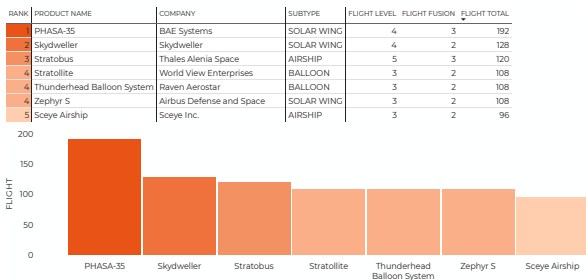 RANK PRODUCT NAME COMPANY SUBTYPE FLIGHT LEVEL FLIGHT FUSION FLIGHT TOTAL
1 PHASA-35 BAE Systems SOLAR WING 4 3 192
2 Skydweller Skydweller SOLAR WING 4 2 128
3 Stratobus Thales Alenia Space AIRSHIP 5 3 120
4 Stratollite World View Enterprises BALLOON 3 2 108
4 Thunderhead Balloon System Raven Aerostar BALLOON 3 2 108
4 Zephyr S Airbus Defense and Space SOLAR WING 3 2 108
5 Sceye Airship Sceye Inc. AIRSHIP 3 2 96
200
150
100
50
0
FLIGHT
PHASA-35 Skydweller Stratobus Stratollite Thunderhead Zephyr S Sceye Airship
Balloon System